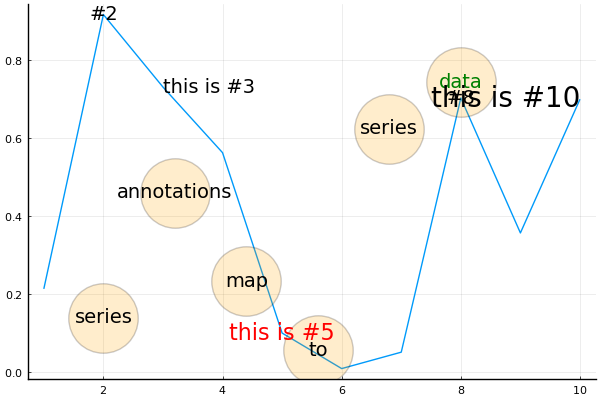 #2
this is #3
data
#8
this is #10
series
annotations
map
series
this is #5
to
0.8
0.6
0.4
0.2
0.0
2 4 6 8 10